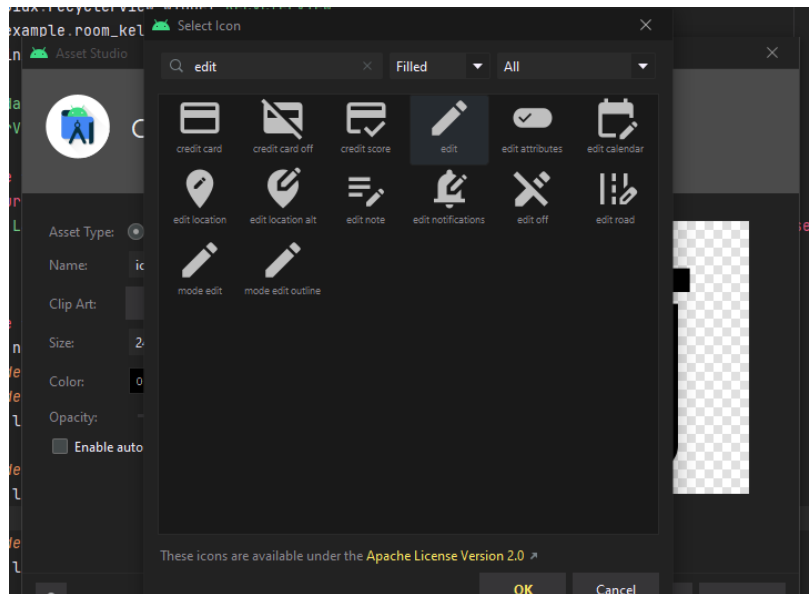 Select Icon
example.room_kel
Asset Studio
edit
Filled
All
credit card
credit card off
credit score
edit
edit attributes
edit calendar
edit location
edit location alt
edit note
edit notifications
edit off
edit road
mode edit
mode edit outline
Asset Type:
Name:
Clip Art:
Size:
Color:
0
Opacity:
Enable auto
These icons are available under the Apache License Version 2.0
OK
Cancel